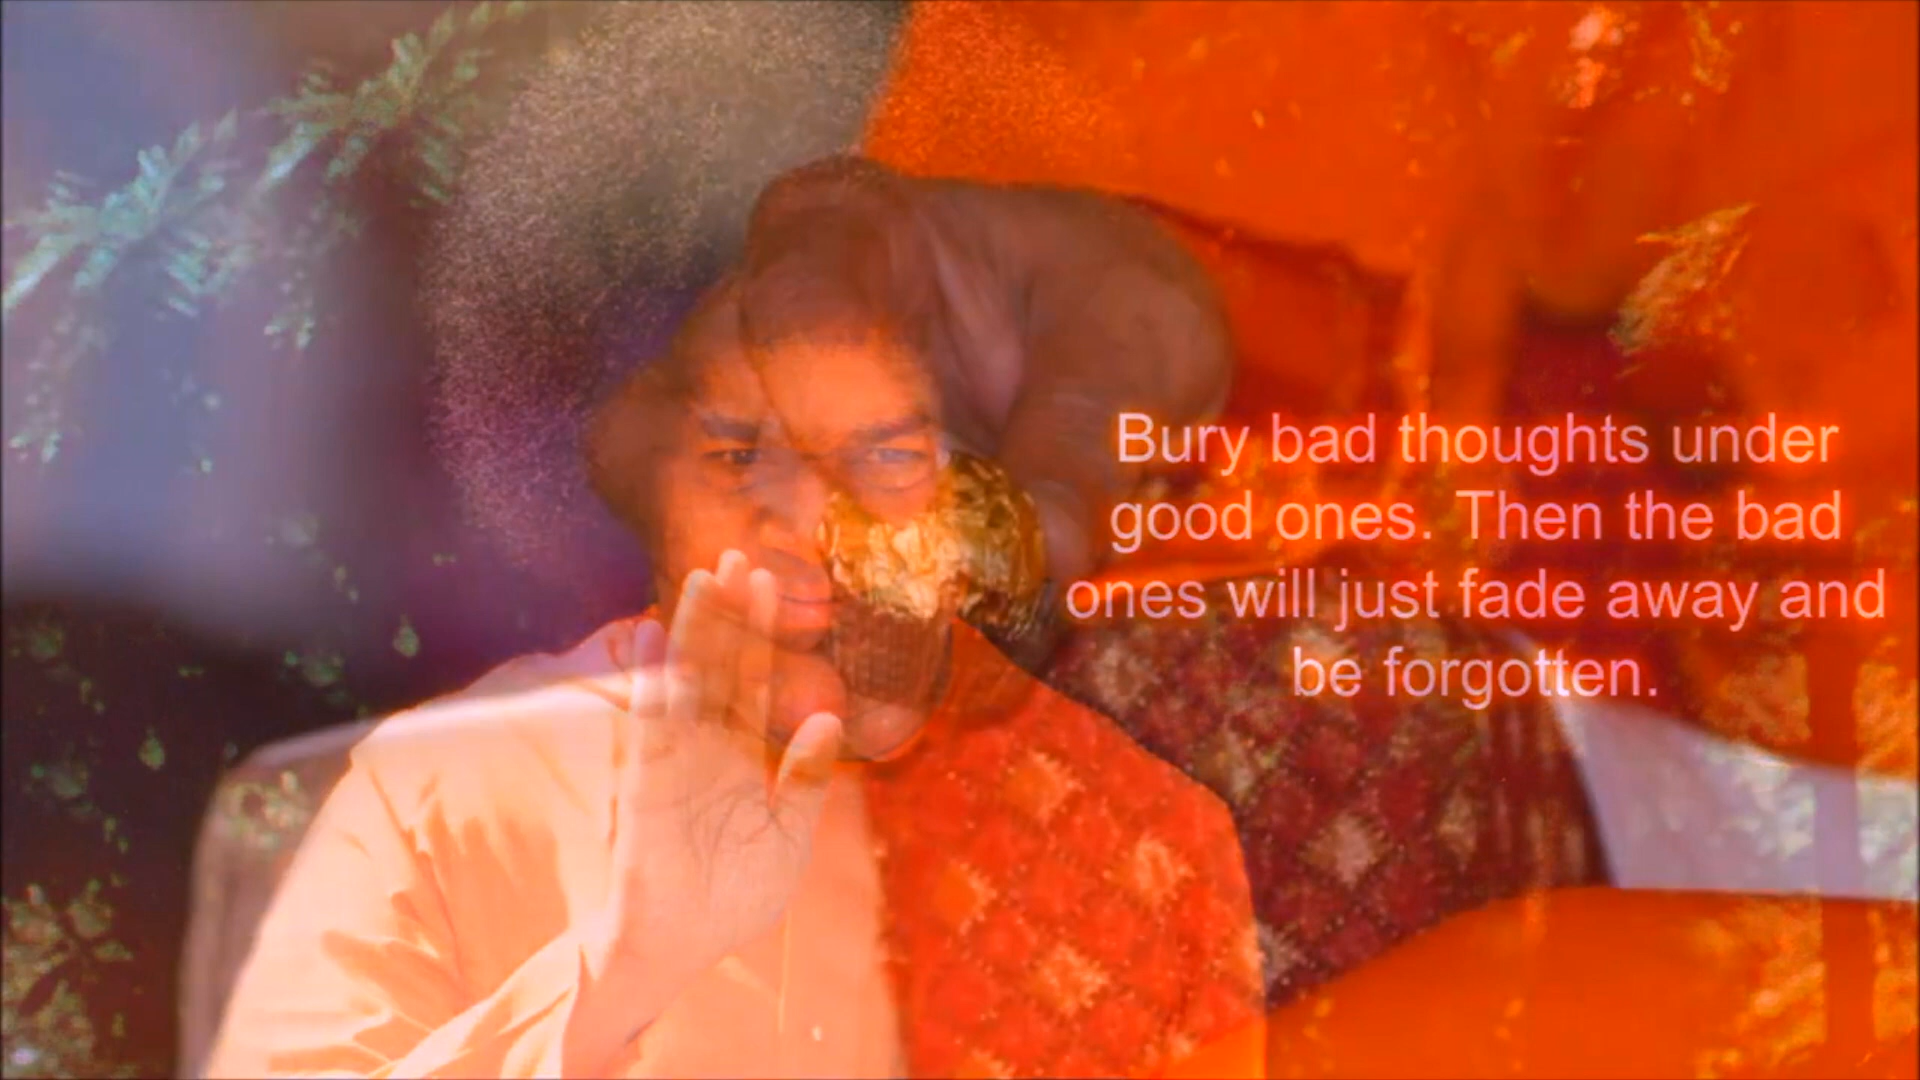 Bury bad thoughts under
good ones. Then the bad
ones will just fade away and
be forgotten.